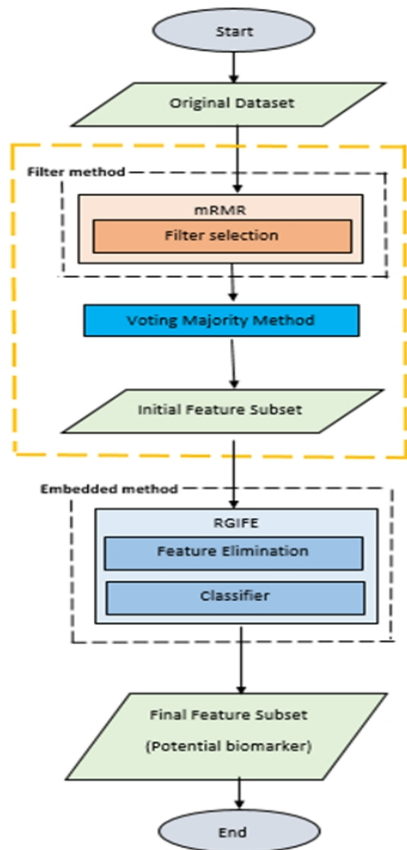 Start
Original Dataset
Filter method
mRMR
Filter selection
Voting Majority Method
Initial Feature Subset
Embedded method
RGIFE
Feature Elimination
Classifier
Final Feature Subset
(Potential biomarker)
End